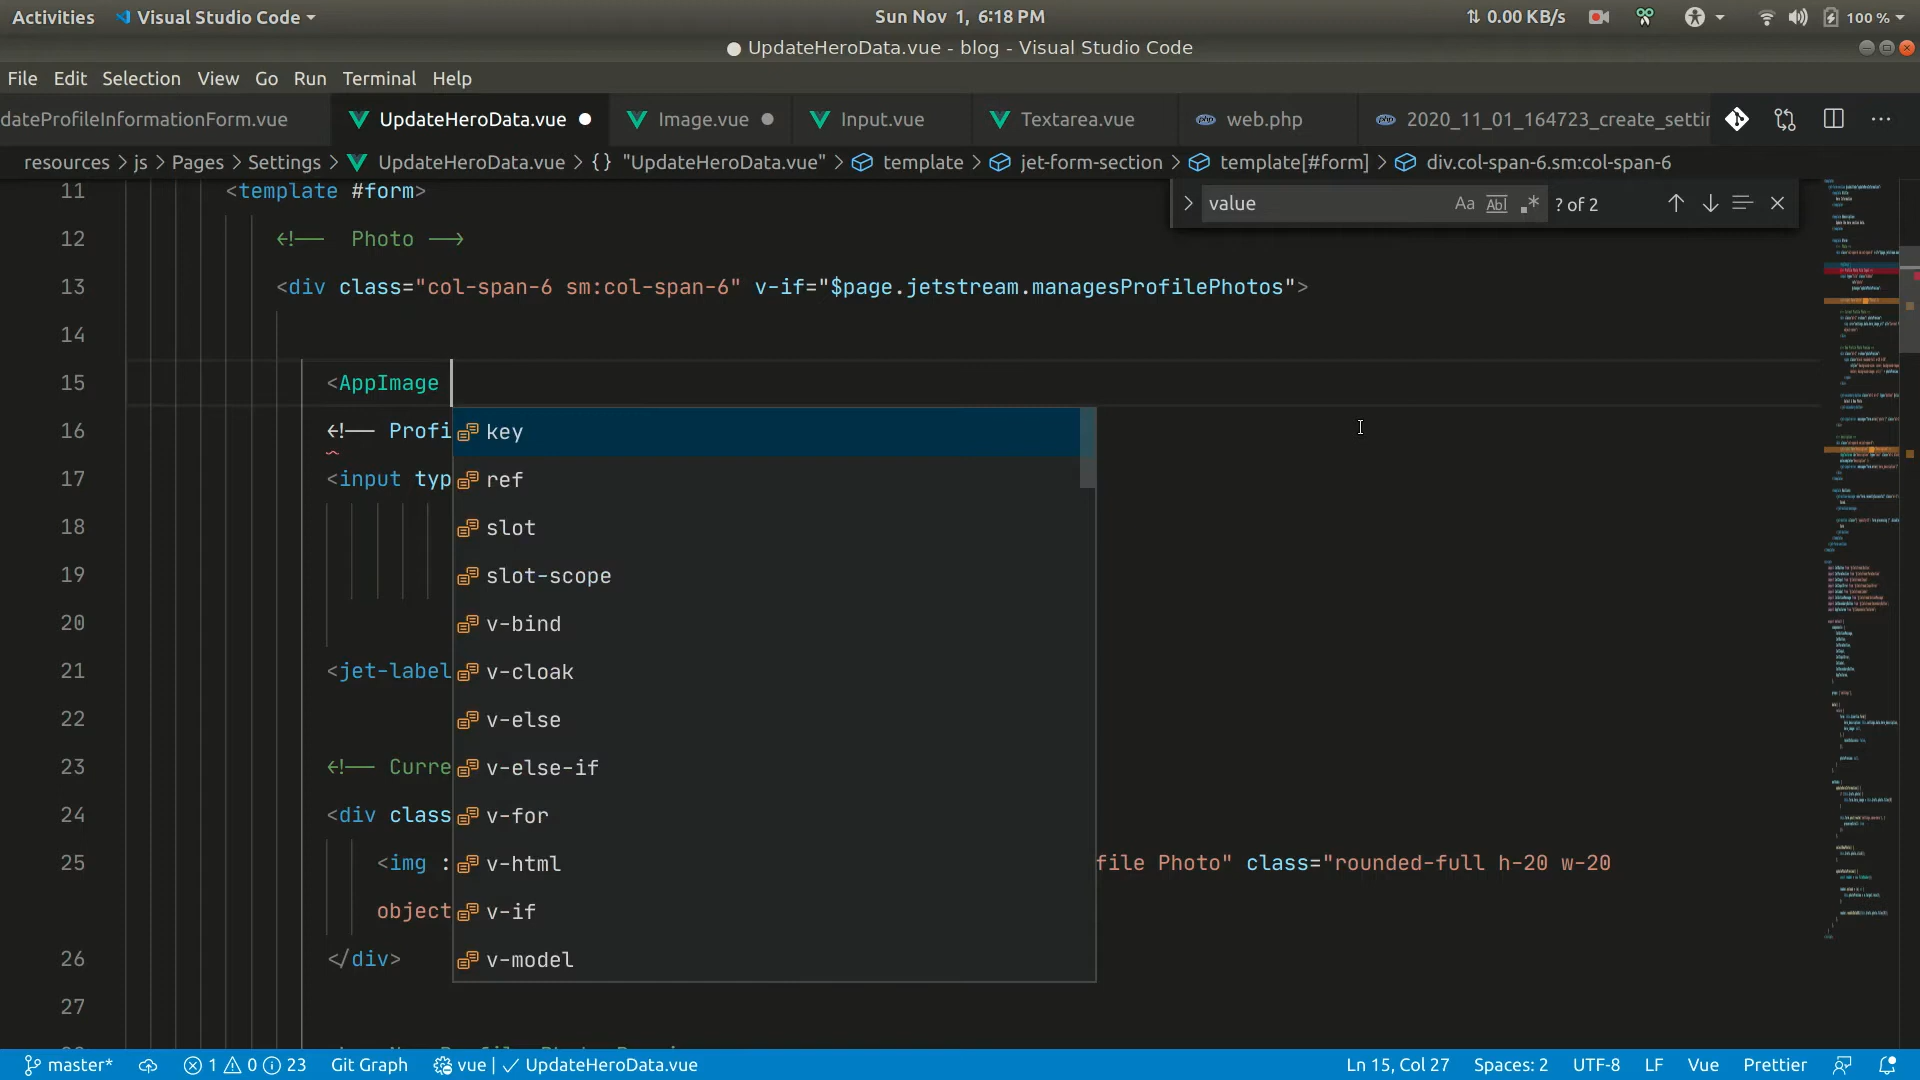 Activities Visual Studio Code Sun Nov 1, 6:18 PM 0.00 KB/s 100 %
● UpdateHeroData.vue - blog - Visual Studio Code
File Edit Selection View Go Run Terminal Help
dateProfileInformationForm.vue UpdateHeroData.vue Image.vue Input.vue Textarea.vue web.php 2020_11_01_164723_create_settin
resources > js > Pages > Settings > UpdateHeroData.vue > {} "UpdateHeroData.vue" > template > jet-form-section > template[#form] > div.col-span-6.sm:col-span-6
value Aa Abl .* ? of 2
11 <template #form>
12 <!-- Photo -->
13 <div class="col-span-6 sm:col-span-6" v-if="$page.jetstream.managesProfilePhotos">
14
15 <AppImage
16 <!-- Profi
17 <input typ
18
19
20
21 <jet-label
22
23 <!-- Curre
24 <div class
25 <img : file Photo" class="rounded-full h-20 w-20
object
26 </div>
27
key
ref
slot
slot-scope
v-bind
v-cloak
v-else
v-else-if
v-for
v-html
v-if
v-model
master* 1 0 23 Git Graph vue | ✓ UpdateHeroData.vue Ln 15, Col 27 Spaces: 2 UTF-8 LF Vue Prettier